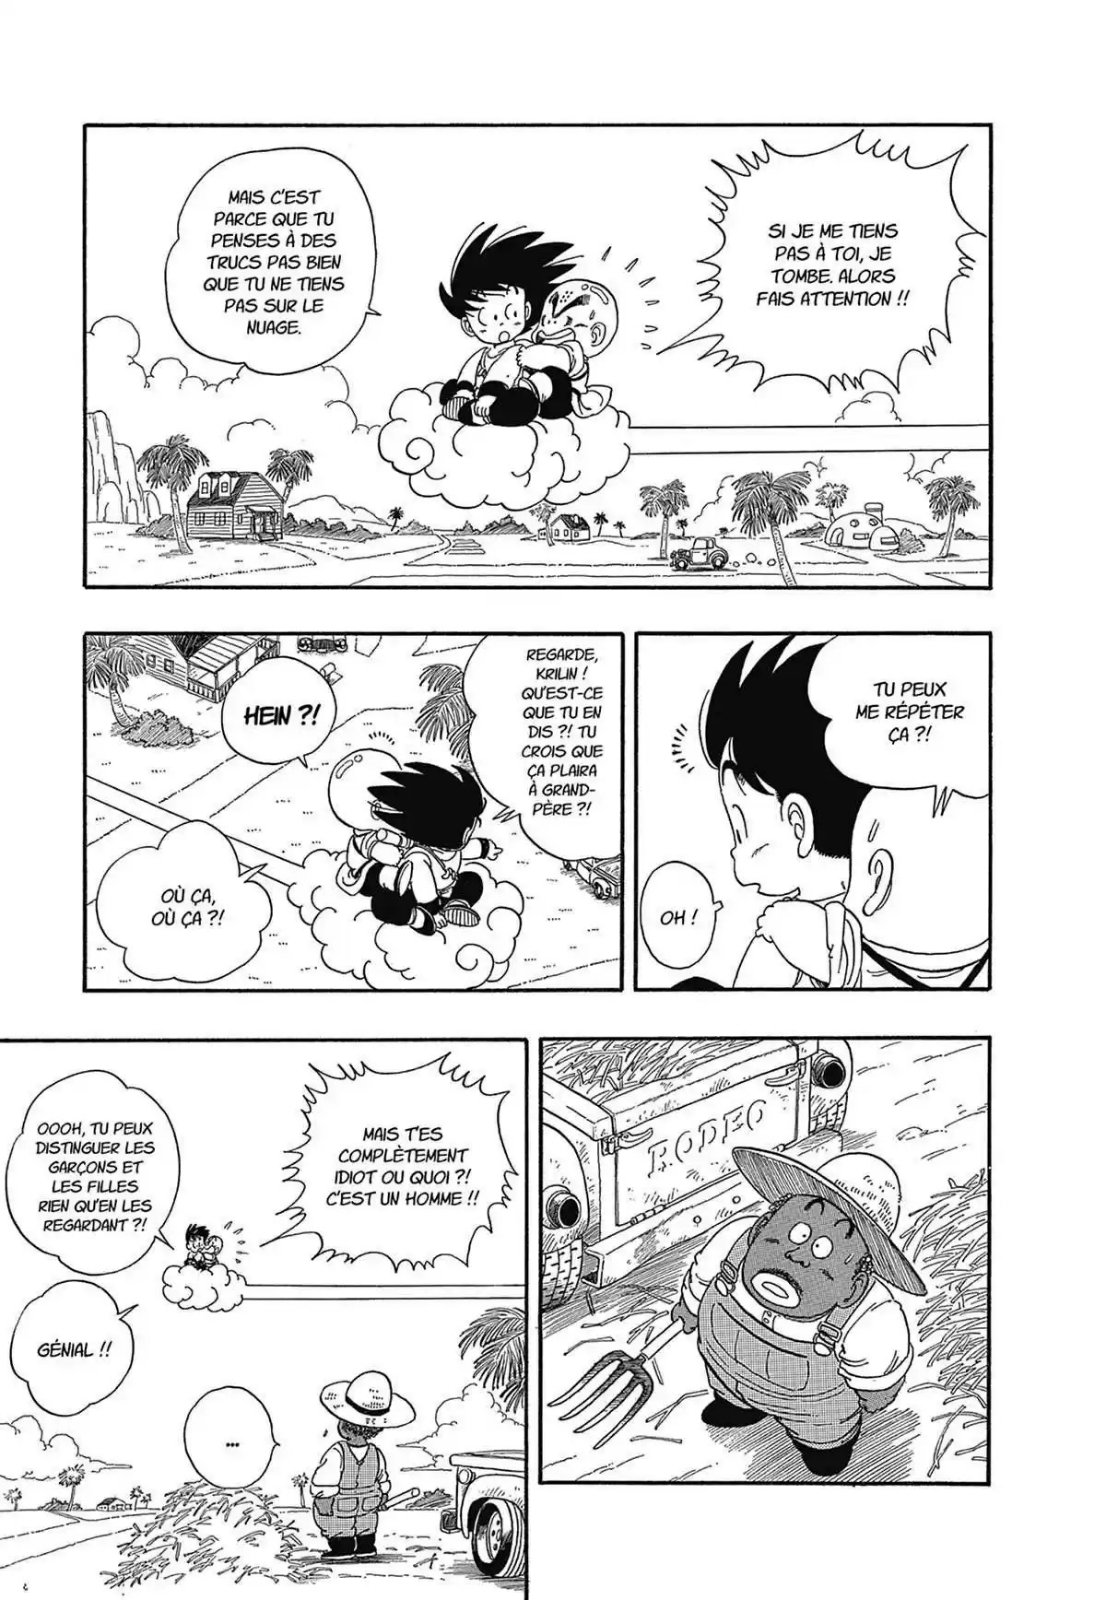 SI JE ME TIENS
PAS À TOI, JE
TOMBE. ALORS
FAIS ATTENTION !!
MAIS C'EST
PARCE QUE TU
PENSES À DES
TRUCS PAS BIEN
QUE TU NE TIENS
PAS SUR LE
NUAGE.
TU PEUX
ME RÉPÉTER
ÇA ?!
OH !
REGARDE,
KRILIN !
QU'EST-CE
QUE TU EN
DIS ?! TU
CROIS QUE
ÇA PLAIRA
À GRAND-
PÈRE ?!
HEIN ?!
OÙ ÇA,
OÙ ÇA ?!
RODEO
MAIS T'ES
COMPLÈTEMENT
IDIOT OU QUOI ?!
C'EST UN HOMME !!
OOOH, TU PEUX
DISTINGUER LES
GARÇONS ET
LES FILLES
RIEN QU'EN LES
REGARDANT ?!
GÉNIAL !!
...